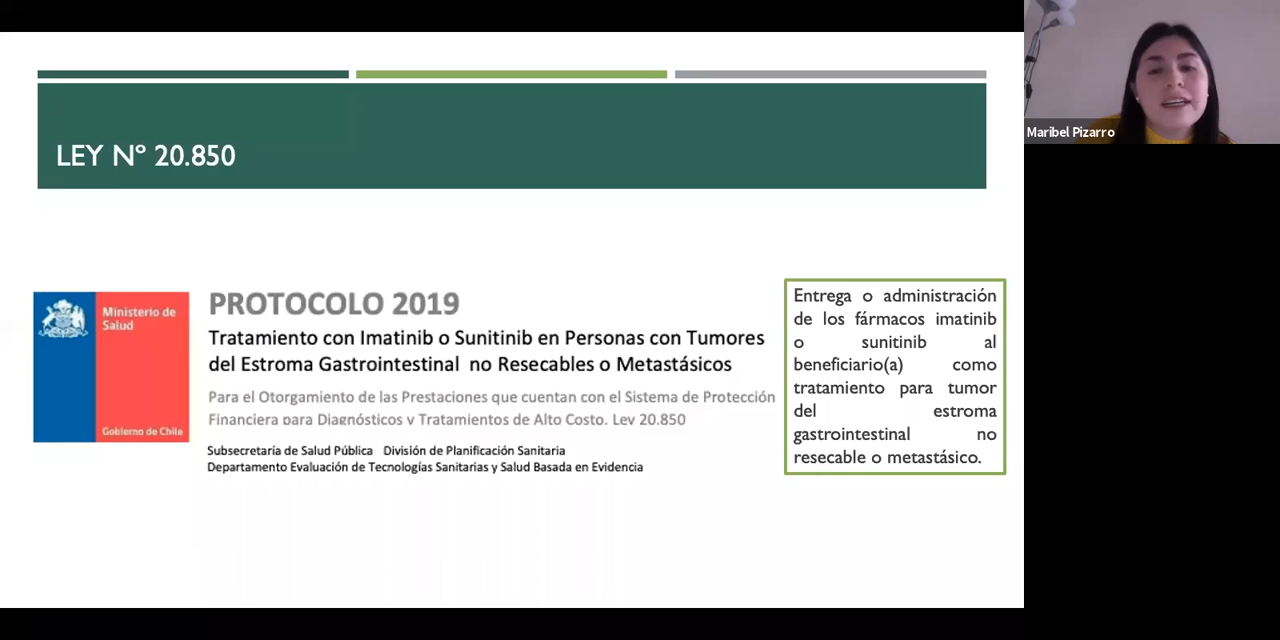 LEY Nº 20.850
Ministerio de
Salud
Gobierno de Chile
PROTOCOLO 2019
Tratamiento con Imatinib o Sunitinib en Personas con Tumores
del Estroma Gastrointestinal no Resecables o Metastásicos
Para el Otorgamiento de las Prestaciones que cuentan con el Sistema de Protección
Financiera para Diagnósticos y Tratamientos de Alto Costo. Ley 20.850
Subsecretaría de Salud Pública División de Planificación Sanitaria
Departamento Evaluación de Tecnologías Sanitarias y Salud Basada en Evidencia
Entrega o administración
de los fármacos imatinib
o sunitinib al
beneficiario(a) como
tratamiento para tumor
del estroma
gastrointestinal no
resecable o metastásico.
Maribel Pizarro